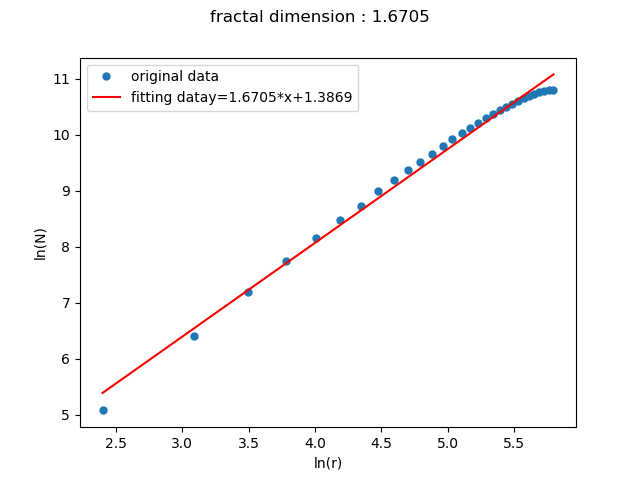 fractal dimension : 1.6705
original data
fitting datay=1.6705*x+1.3869
11
10
9
8
7
6
5
ln(N)
2.5 3.0 3.5 4.0 4.5 5.0 5.5
ln(r)